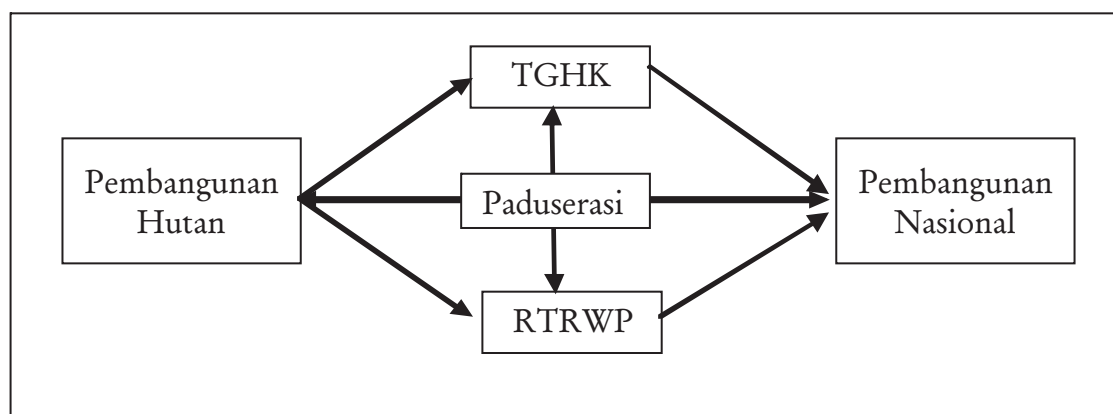 TGHK
Pembangunan
Hutan
Paduserasi
Pembangunan
Nasional
RTRWP